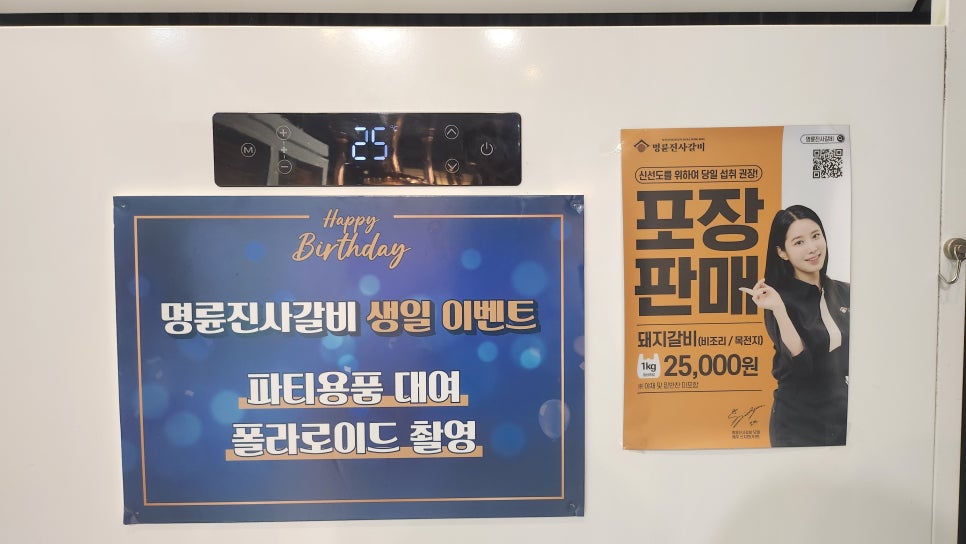 25
M
Happy
Birthday
명륜진사갈비 생일 이벤트
파티용품 대여
폴라로이드 촬영
명륜진사갈비
명륜진사갈비
신선도를 위하여 당일 섭취 권장!
포장
판매
돼지갈비(비조리 / 목전지)
1kg
25,000원